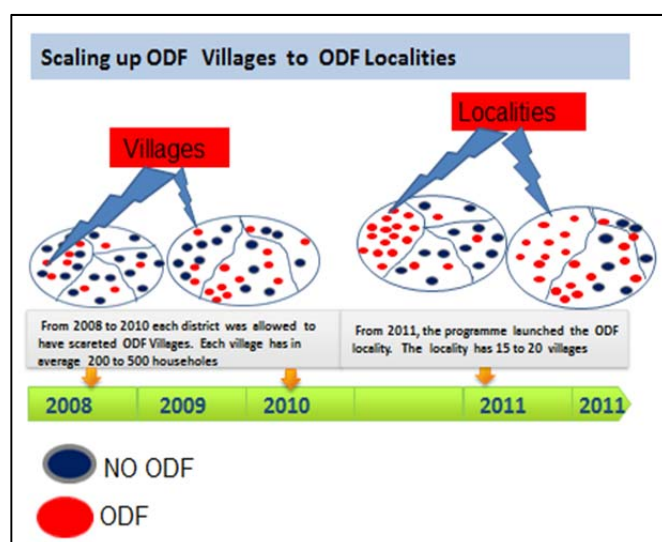 Scaling up ODF Villages to ODF Localities
Villages
Localities
From 2008 to 2010 each district was allowed to
have scareted ODF Villages. Each village has in
average 200 to 500 householes
From 2011, the programme launched the ODF
locality. The locality has 15 to 20 villages
2008 2009 2010 2011 2011
NO ODF
ODF